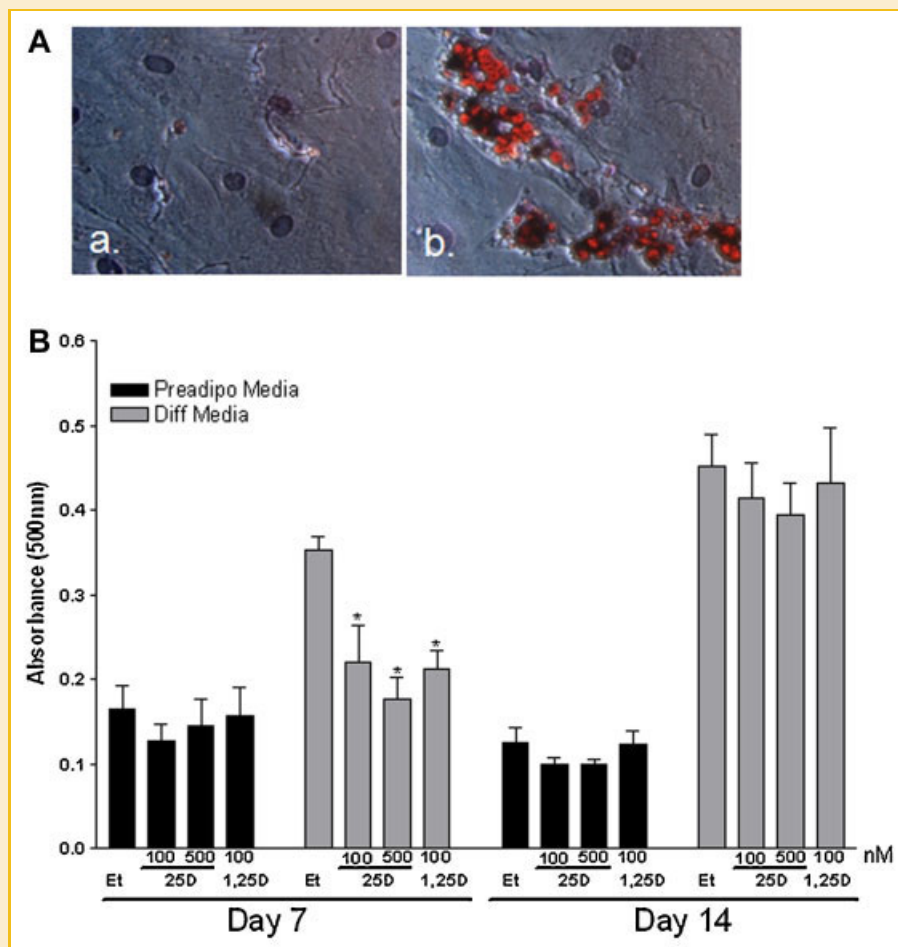 A
a.
b.
B
0.6
0.5
0.4
0.3
0.2
0.1
0.0
Absorbance (500nm)
Preadipo Media
Diff Media
* * *
100 500 100 100 500 100 100 500 100 100 500 100 nM
Et 25D 1,25D Et 25D 1,25D Et 25D 1,25D Et 25D 1,25D
Day 7 Day 14